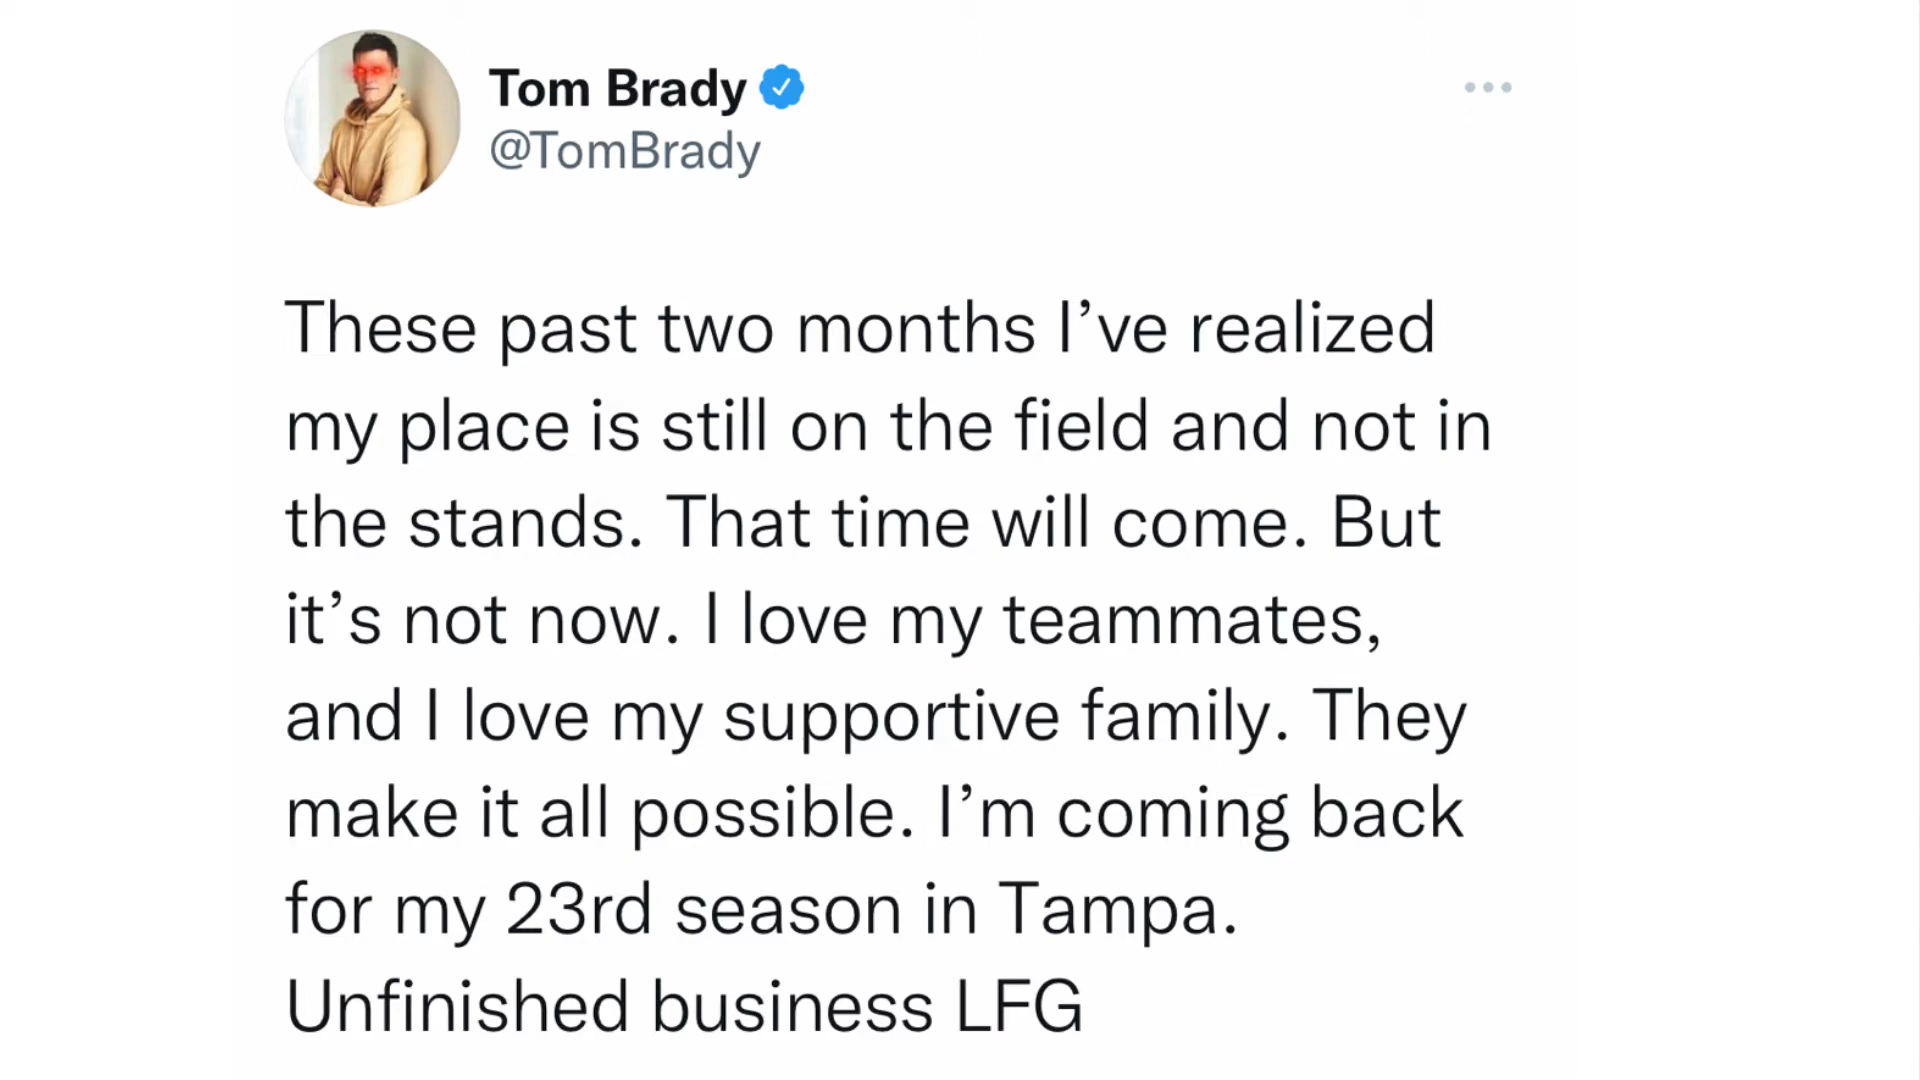 Tom Brady
@TomBrady
These past two months I’ve realized
my place is still on the field and not in
the stands. That time will come. But
it’s not now. I love my teammates,
and I love my supportive family. They
make it all possible. I’m coming back
for my 23rd season in Tampa.
Unfinished business LFG